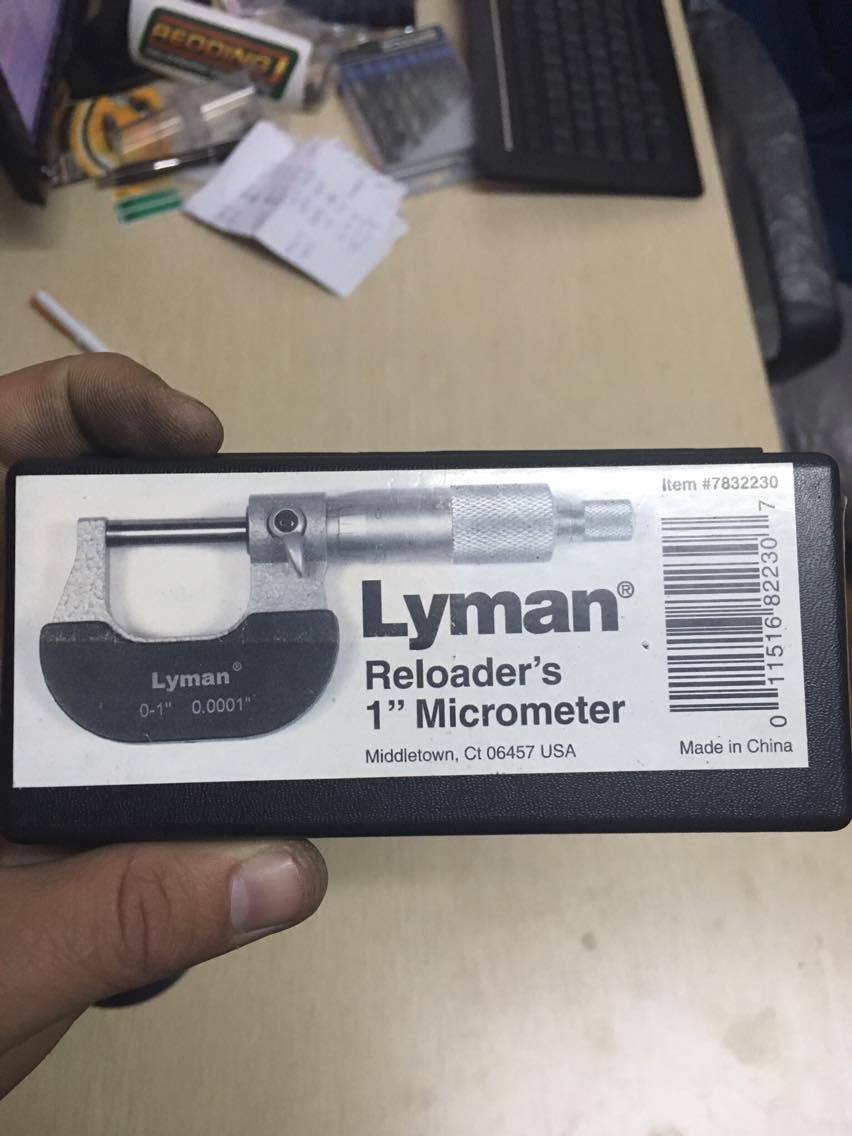 REDDING
Item #7832230
Lyman®
Reloader's
1" Micrometer
Middletown, Ct 06457 USA
Made in China
0 11516 82230 7
Lyman®
0-1" 0.0001"